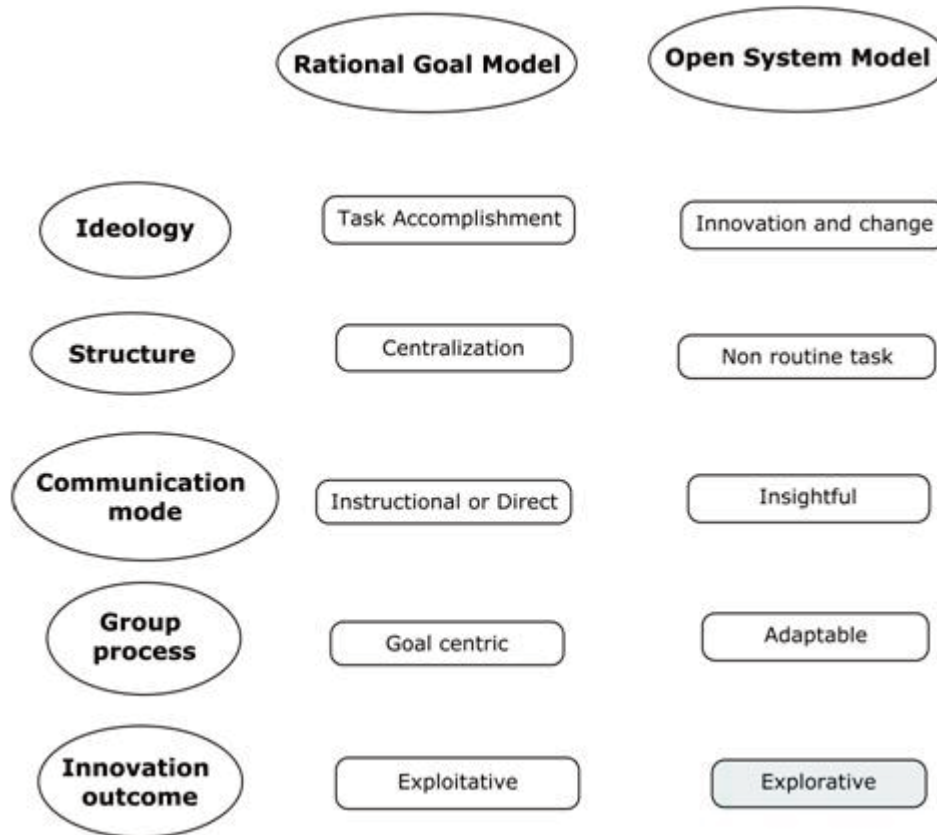 Rational Goal Model
Open System Model
Ideology
Task Accomplishment
Innovation and change
Structure
Centralization
Non routine task
Communication
mode
Instructional or Direct
Insightful
Group
process
Goal centric
Adaptable
Innovation
outcome
Exploitative
Explorative